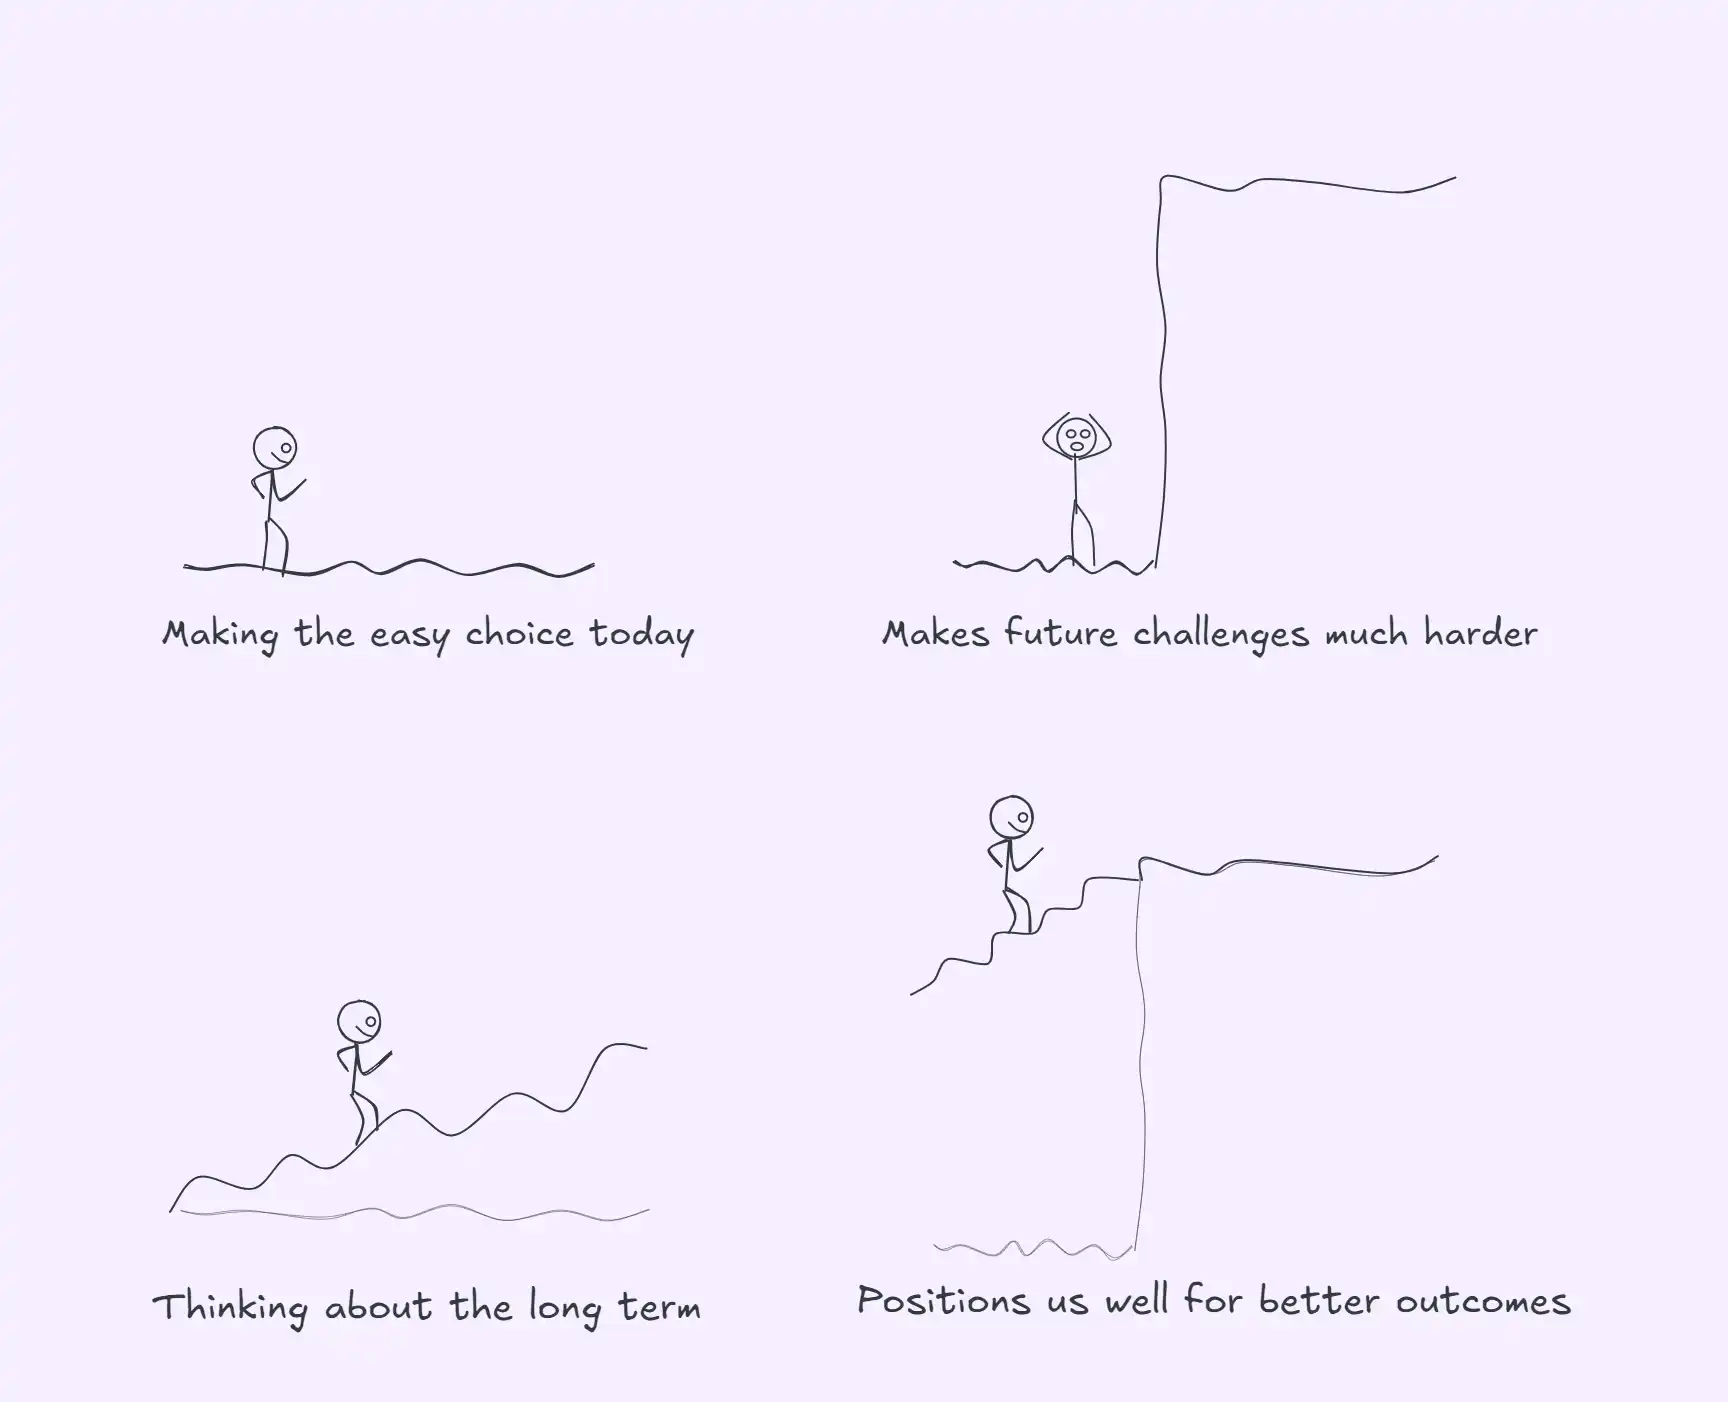 Making the easy choice today
Makes future challenges much harder
Thinking about the long term
Positions us well for better outcomes